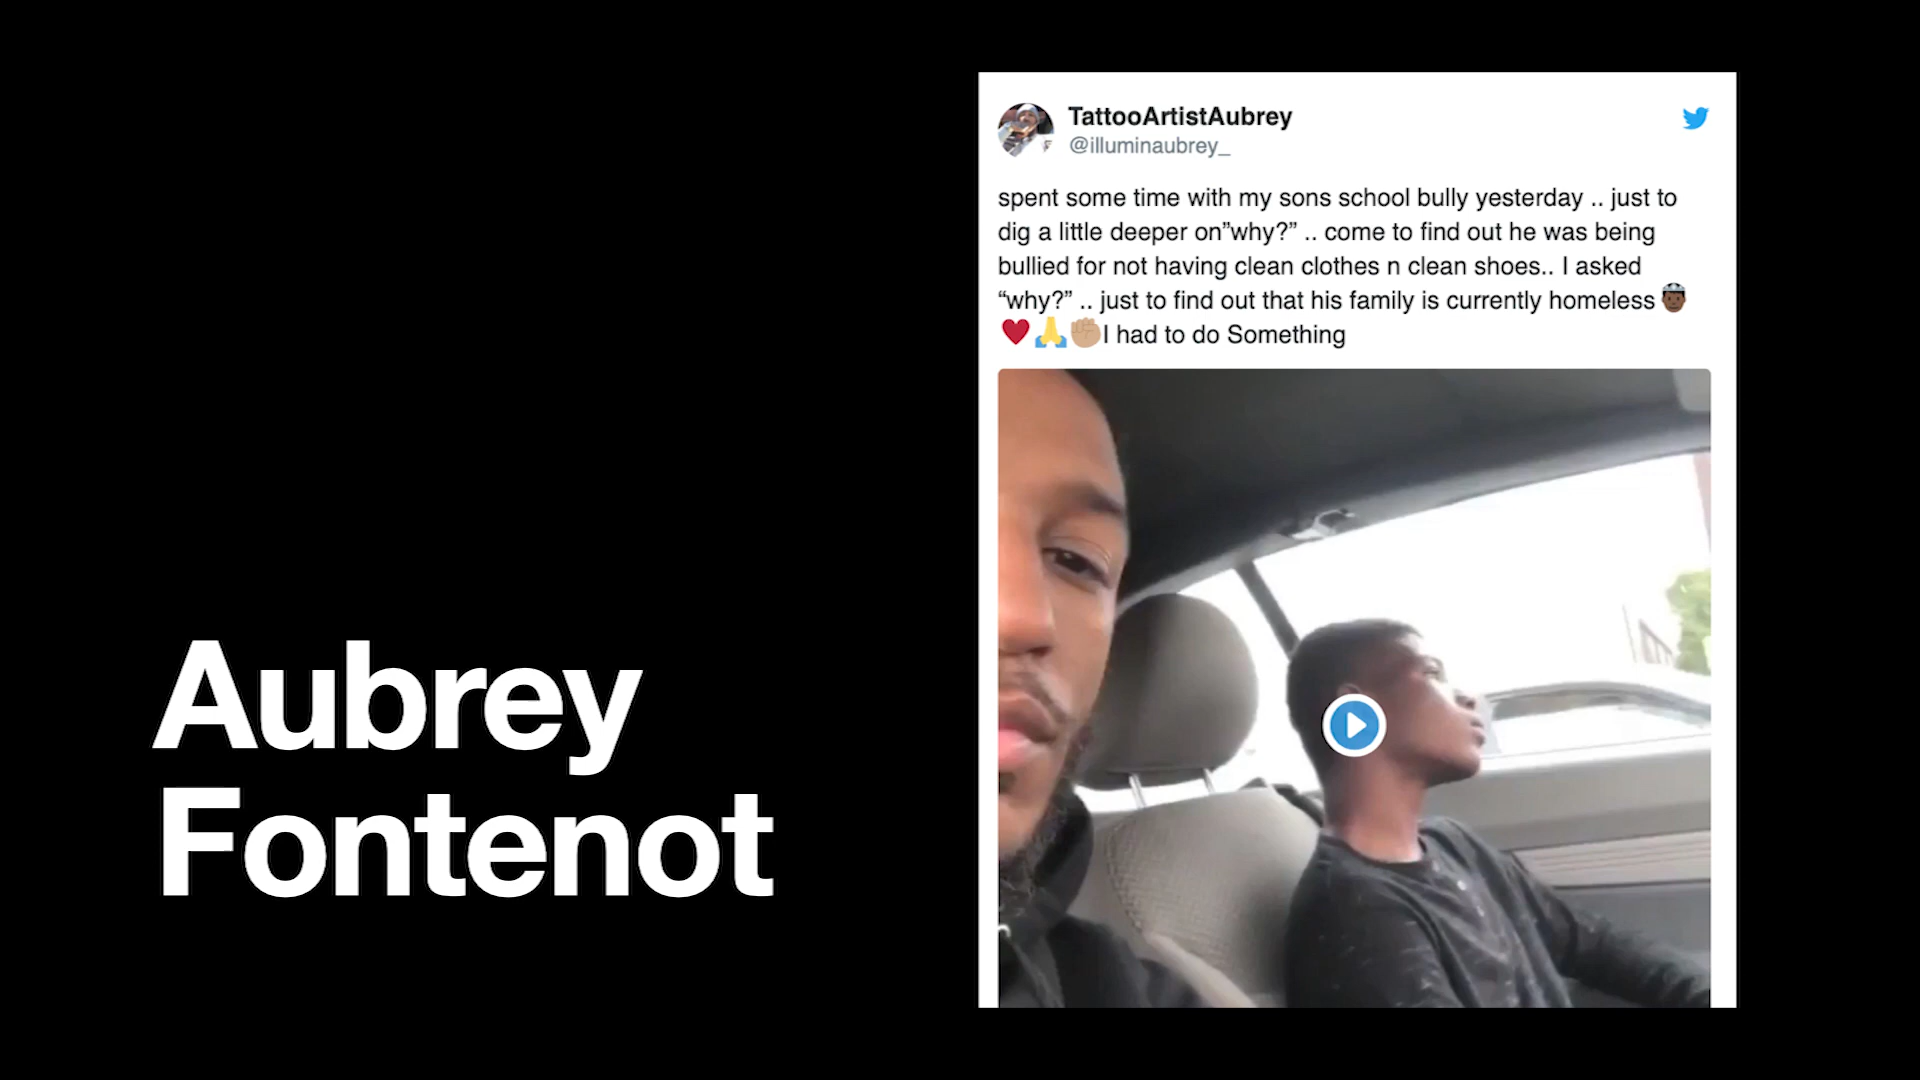 TattooArtistAubrey
@illuminaubrey_
spent some time with my sons school bully yesterday .. just to
dig a little deeper on”why?” .. come to find out he was being
bullied for not having clean clothes n clean shoes.. I asked
“why?” .. just to find out that his family is currently homeless
I had to do Something
Aubrey
Fontenot